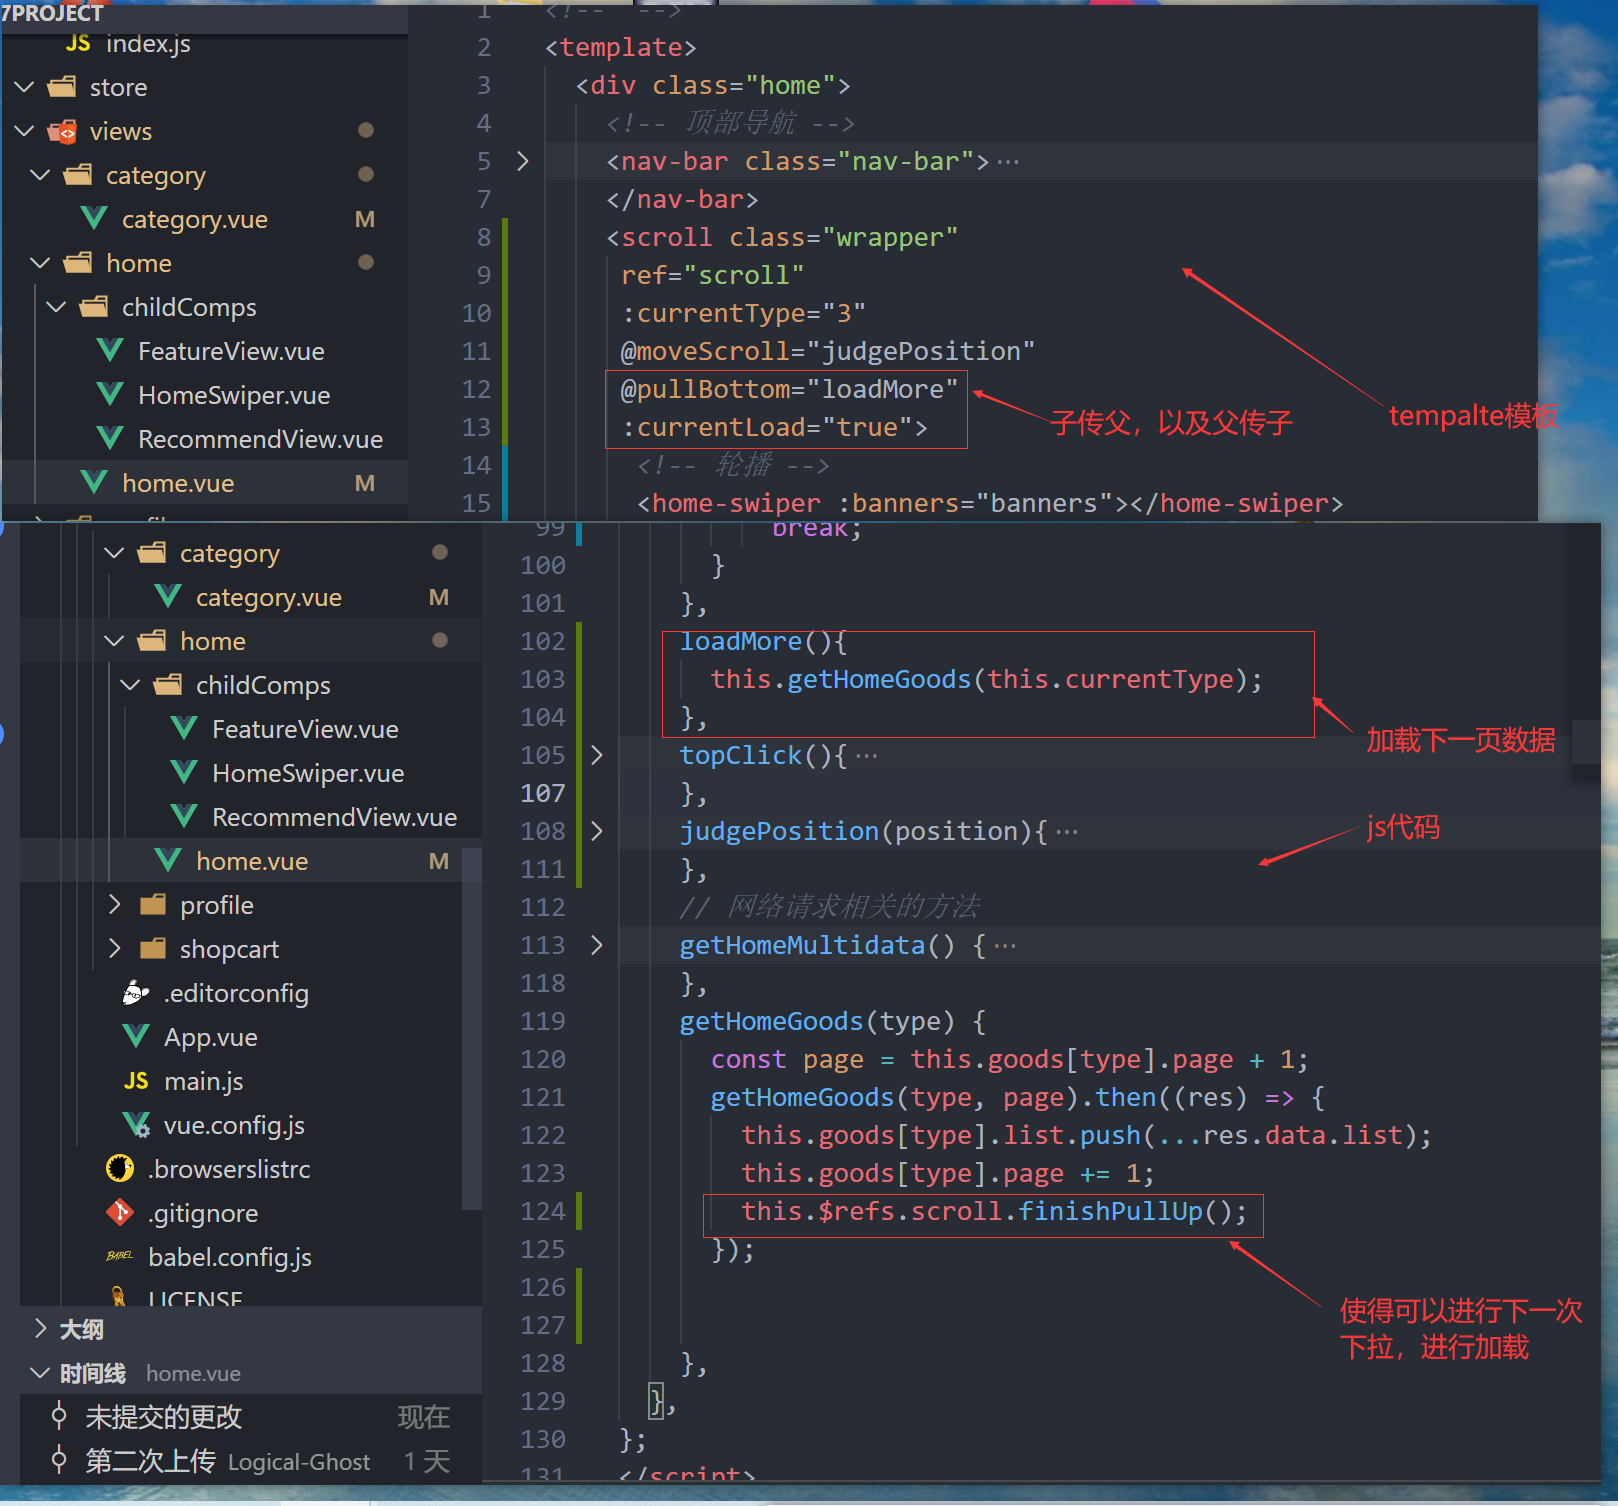 7PROJECT
JS index.js
store
views
category
category.vue M
home
childComps
FeatureView.vue
HomeSwiper.vue
RecommendView.vue
home.vue M
1 <!-- -->
2 <template>
3 <div class="home">
4 <!-- 顶部导航 -->
5 <nav-bar class="nav-bar">···
7 </nav-bar>
8 <scroll class="wrapper"
9 ref="scroll"
10 :currentType="3"
11 @moveScroll="judgePosition"
12 @pullBottom="loadMore"
13 :currentLoad="true">
14 <!-- 轮播 -->
15 <home-swiper :banners="banners"></home-swiper>
子传父，以及父传子
tempalte模板
category
category.vue M
home
childComps
FeatureView.vue
HomeSwiper.vue
RecommendView.vue
home.vue M
profile
shopcart
.editorconfig
App.vue
JS main.js
vue.config.js
.browserslistrc
.gitignore
BABEL babel.config.js
LICENSE
大纲
时间线 home.vue
未提交的更改 现在
第二次上传 Logical-Ghost 1 天
99 break;
100 }
101 },
102 loadMore(){
103 this.getHomeGoods(this.currentType);
104 },
105 topClick(){···
107 },
108 judgePosition(position){···
111 },
112 // 网络请求相关的方法
113 getHomeMultidata() {···
118 },
119 getHomeGoods(type) {
120 const page = this.goods[type].page + 1;
121 getHomeGoods(type, page).then((res) => {
122 this.goods[type].list.push(...res.data.list);
123 this.goods[type].page += 1;
124 this.$refs.scroll.finishPullUp();
125 });
126
127
128 },
129 },
130 };
131 </script>
加载下一页数据
js代码
使得可以进行下一次
下拉，进行加载